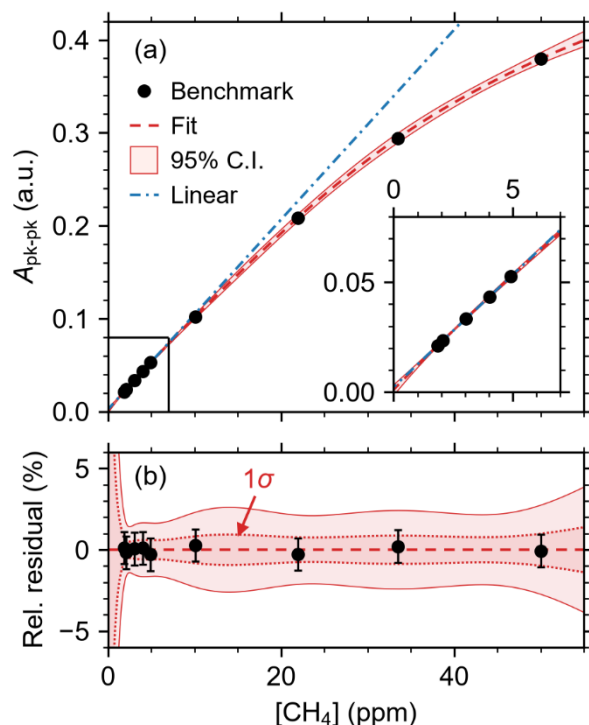 0.4
0.3
0.2
0.1
0.0
A_pk-pk (a.u.)
(a)
Benchmark
Fit
95% C.I.
Linear
0 5
0.05
0.00
(b)
1σ
5
0
−5
Rel. residual (%)
0 20 40
[CH₄] (ppm)